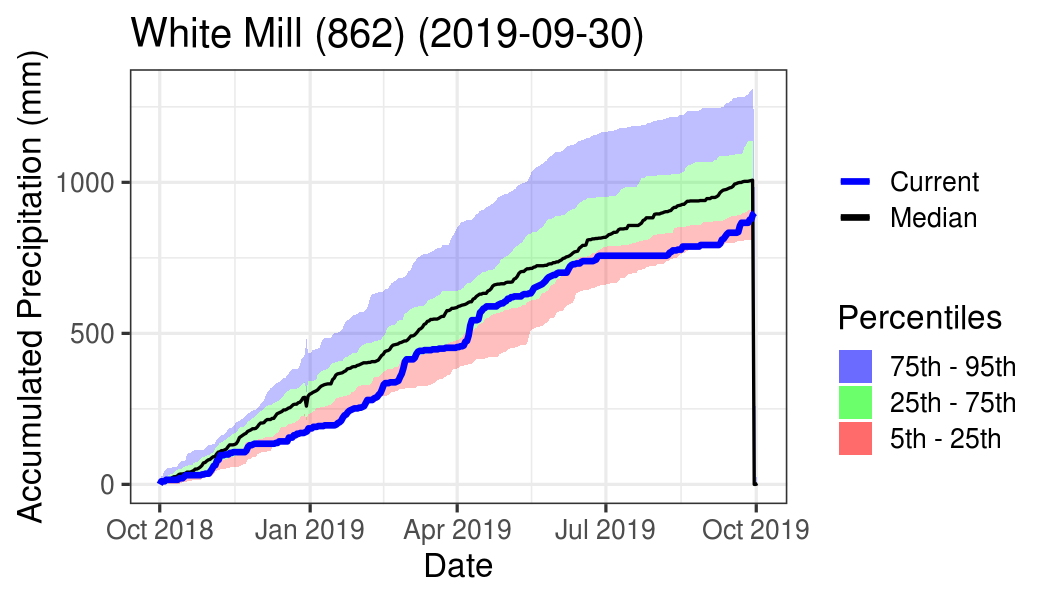 White Mill (862) (2019-09-30)
Accumulated Precipitation (mm)
1000
500
0
Oct 2018
Jan 2019
Apr 2019
Jul 2019
Oct 2019
Date
Current
Median
Percentiles
75th - 95th
25th - 75th
5th - 25th